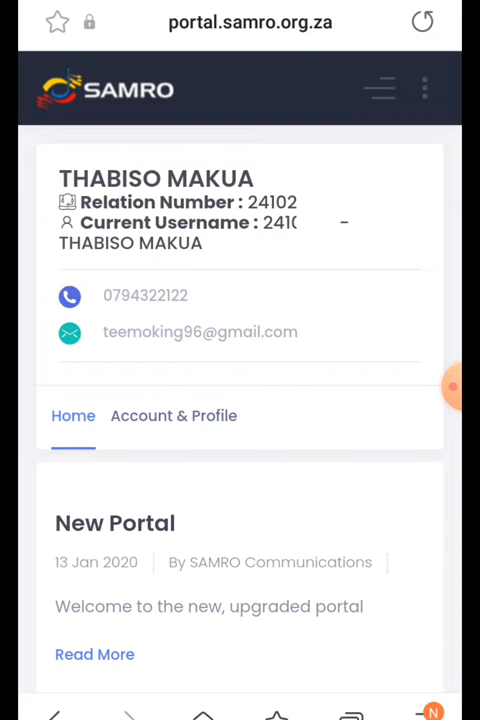 portal.samro.org.za
SAMRO
THABISO MAKUA
Relation Number : 24102
Current Username : 2410 -
THABISO MAKUA
0794322122
teemoking96@gmail.com
Home Account & Profile
New Portal
13 Jan 2020 By SAMRO Communications
Welcome to the new, upgraded portal
Read More
N